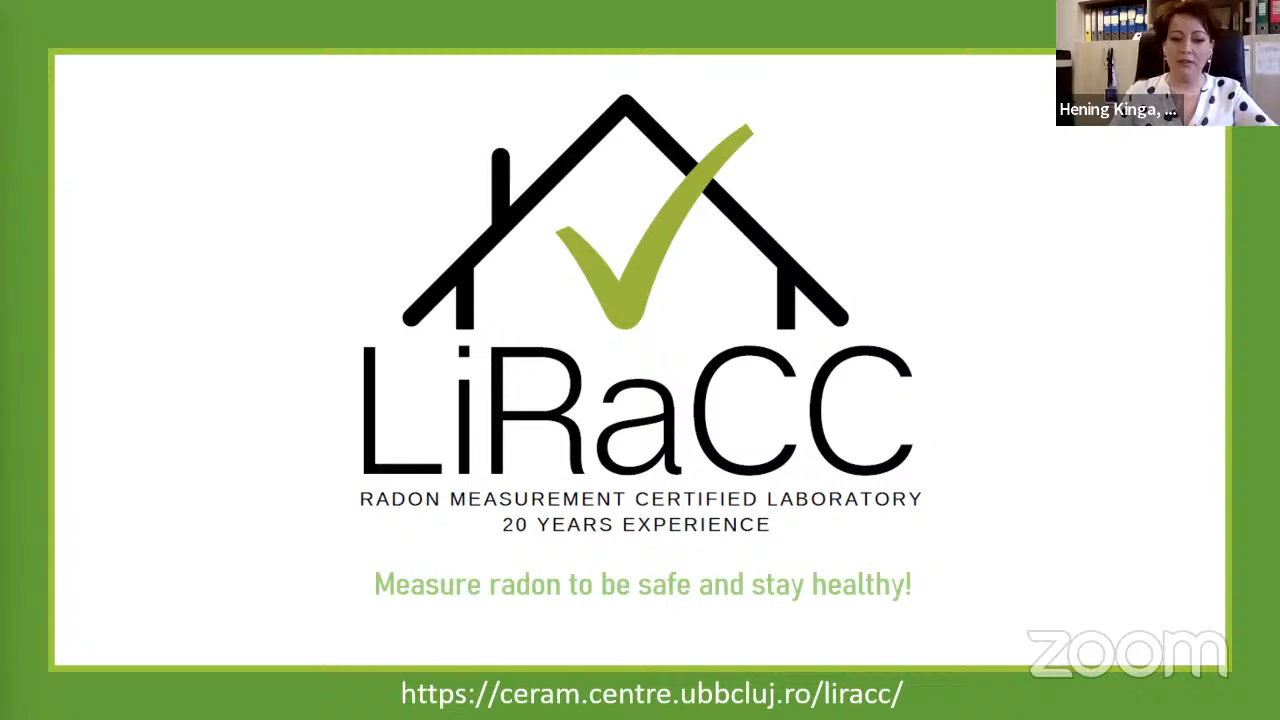 Hening Kinga, ...
LiRaCC
RADON MEASUREMENT CERTIFIED LABORATORY
20 YEARS EXPERIENCE
Measure radon to be safe and stay healthy!
zoom
https://ceram.centre.ubbcluj.ro/liracc/